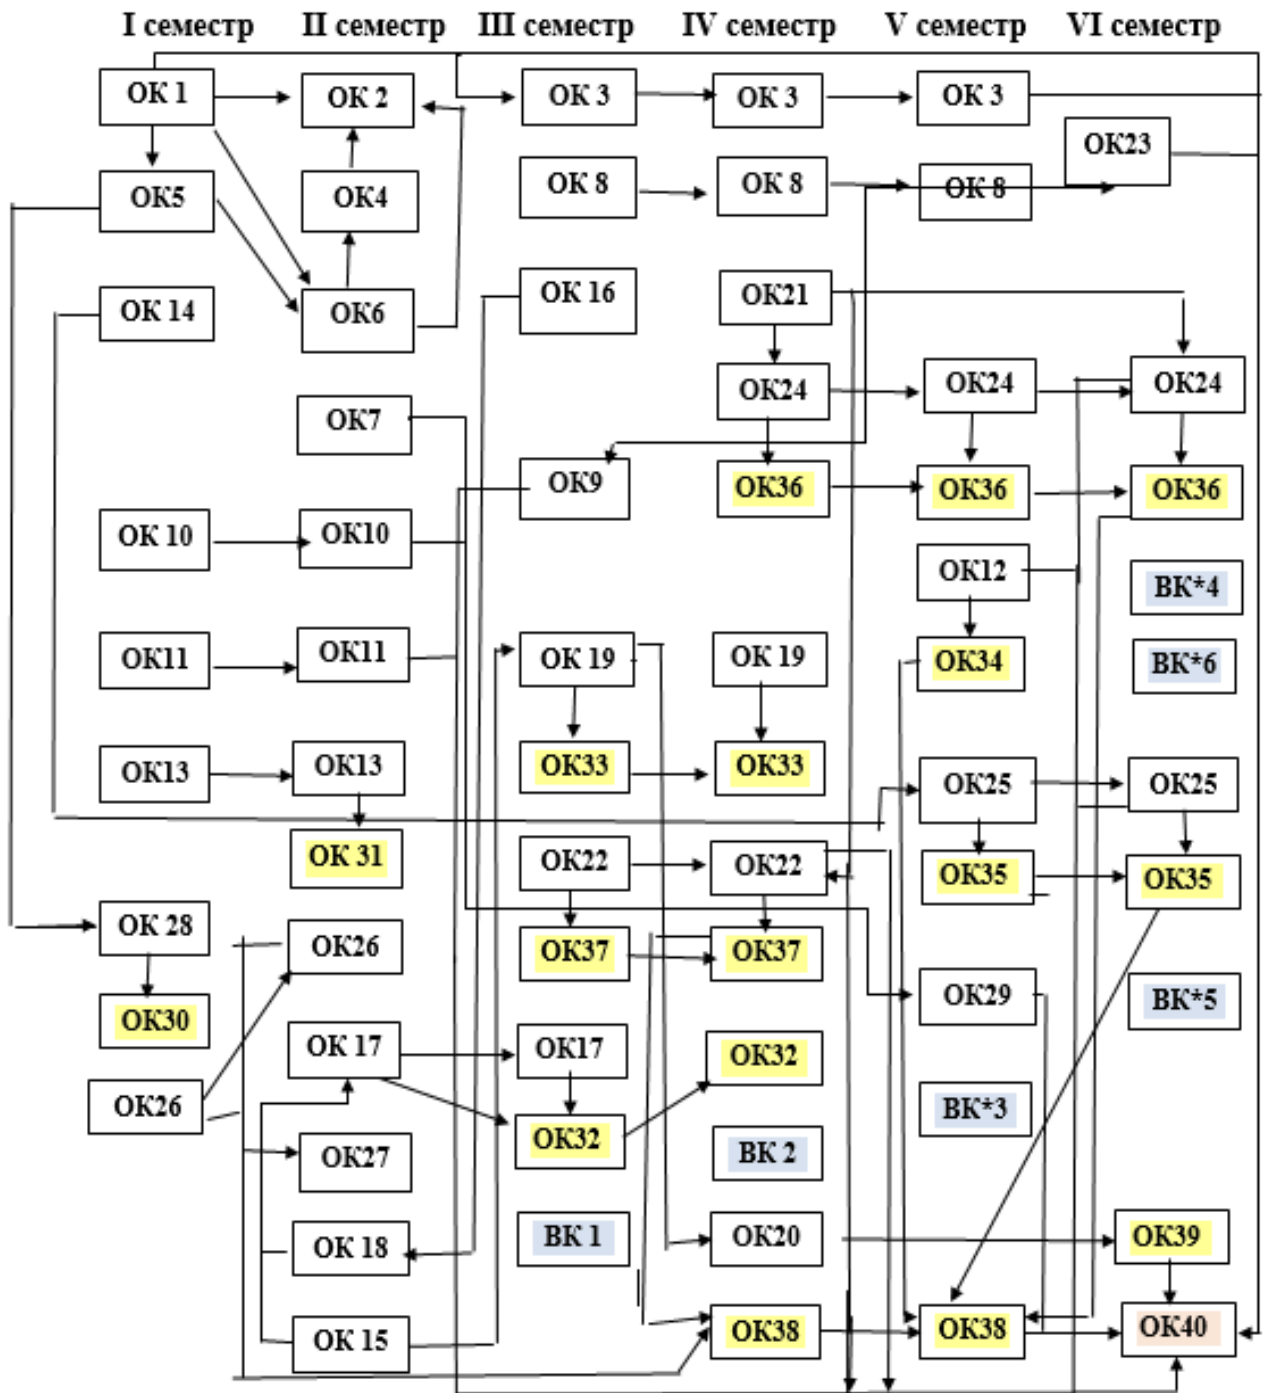 I семестр II семестр III семестр IV семестр V семестр VI семестр
ОК 1 ОК 2 ОК 3 ОК 3 ОК 3
ОК23
ОК5 ОК4 ОК 8 ОК 8 ОК 8
ОК 14 ОК6 ОК 16 ОК21
ОК24 ОК24 ОК24
ОК7
ОК9 ОК36 ОК36 ОК36
ОК 10 ОК10
ОК12 ВК*4
ОК11 ОК11 ОК 19 ОК 19 ОК34 ВК*6
ОК13 ОК13 ОК33 ОК33 ОК25 ОК25
ОК 31 ОК22 ОК22 ОК35 ОК35
ОК 28 ОК26 ОК37 ОК37
ОК30 ОК29 ВК*5
ОК 17 ОК17 ОК32
ОК26 ОК32 ВК*3
ОК27 ВК 2
ОК 18 ВК 1 ОК20 ОК39
ОК 15 ОК38 ОК38 ОК40